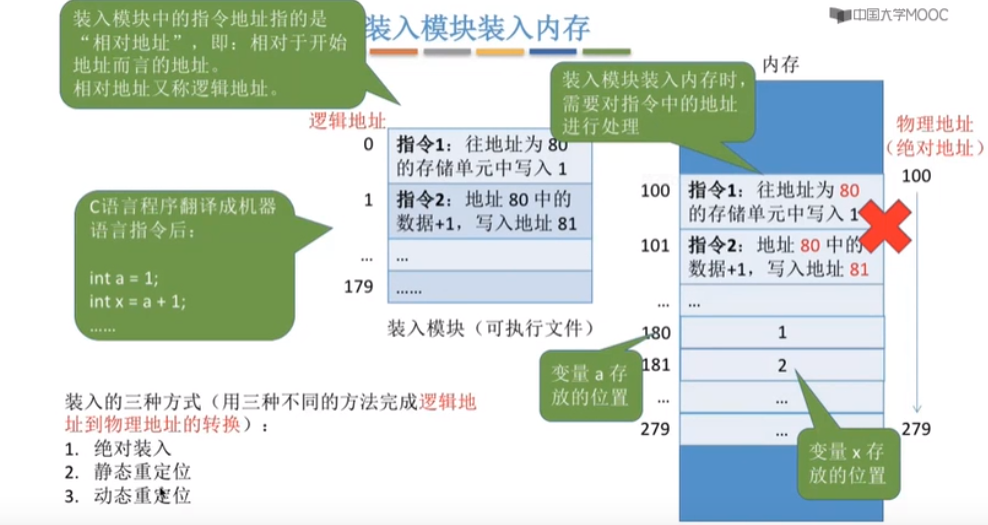 装入模块装入内存
中国大学MOOC
装入模块中的指令地址指的是
“相对地址”，即：相对于开始
地址而言的地址。
相对地址又称逻辑地址。
逻辑地址
0
指令1：往地址为 80
的存储单元中写入 1
1
指令2：地址 80 中的
数据+1，写入地址 81
...
...
179
......
装入模块（可执行文件）
C语言程序翻译成机器
语言指令后：
int a = 1;
int x = a + 1;
......
装入模块装入内存时，
需要对指令中的地址
进行处理
内存
物理地址
（绝对地址）
100
100
指令1：往地址为 80
的存储单元中写入 1
101
指令2：地址 80 中的
数据+1，写入地址 81
...
...
180
1
181
2
...
...
279
...
279
变量 a 存
放的位置
变量 x 存
放的位置
装入的三种方式（用三种不同的方法完成逻辑地
址到物理地址的转换）：
1. 绝对装入
2. 静态重定位
3. 动态重定位